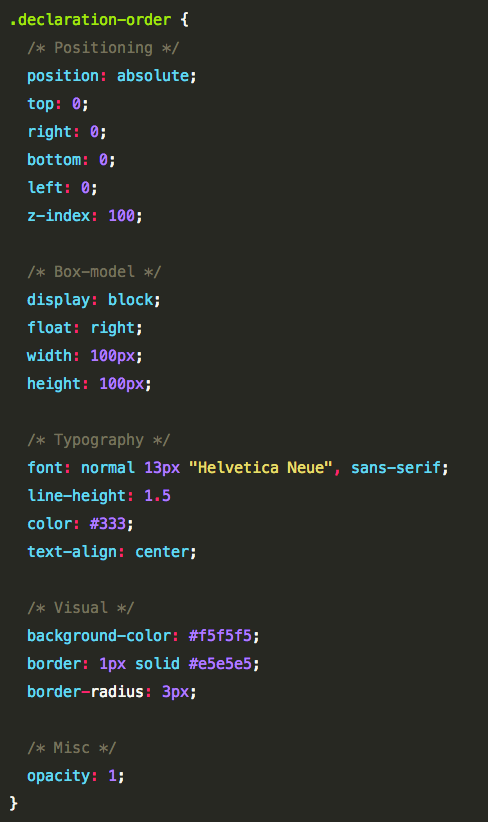 .declaration-order {
  /* Positioning */
  position: absolute;
  top: 0;
  right: 0;
  bottom: 0;
  left: 0;
  z-index: 100;

  /* Box-model */
  display: block;
  float: right;
  width: 100px;
  height: 100px;

  /* Typography */
  font: normal 13px "Helvetica Neue", sans-serif;
  line-height: 1.5
  color: #333;
  text-align: center;

  /* Visual */
  background-color: #f5f5f5;
  border: 1px solid #e5e5e5;
  border-radius: 3px;

  /* Misc */
  opacity: 1;
}